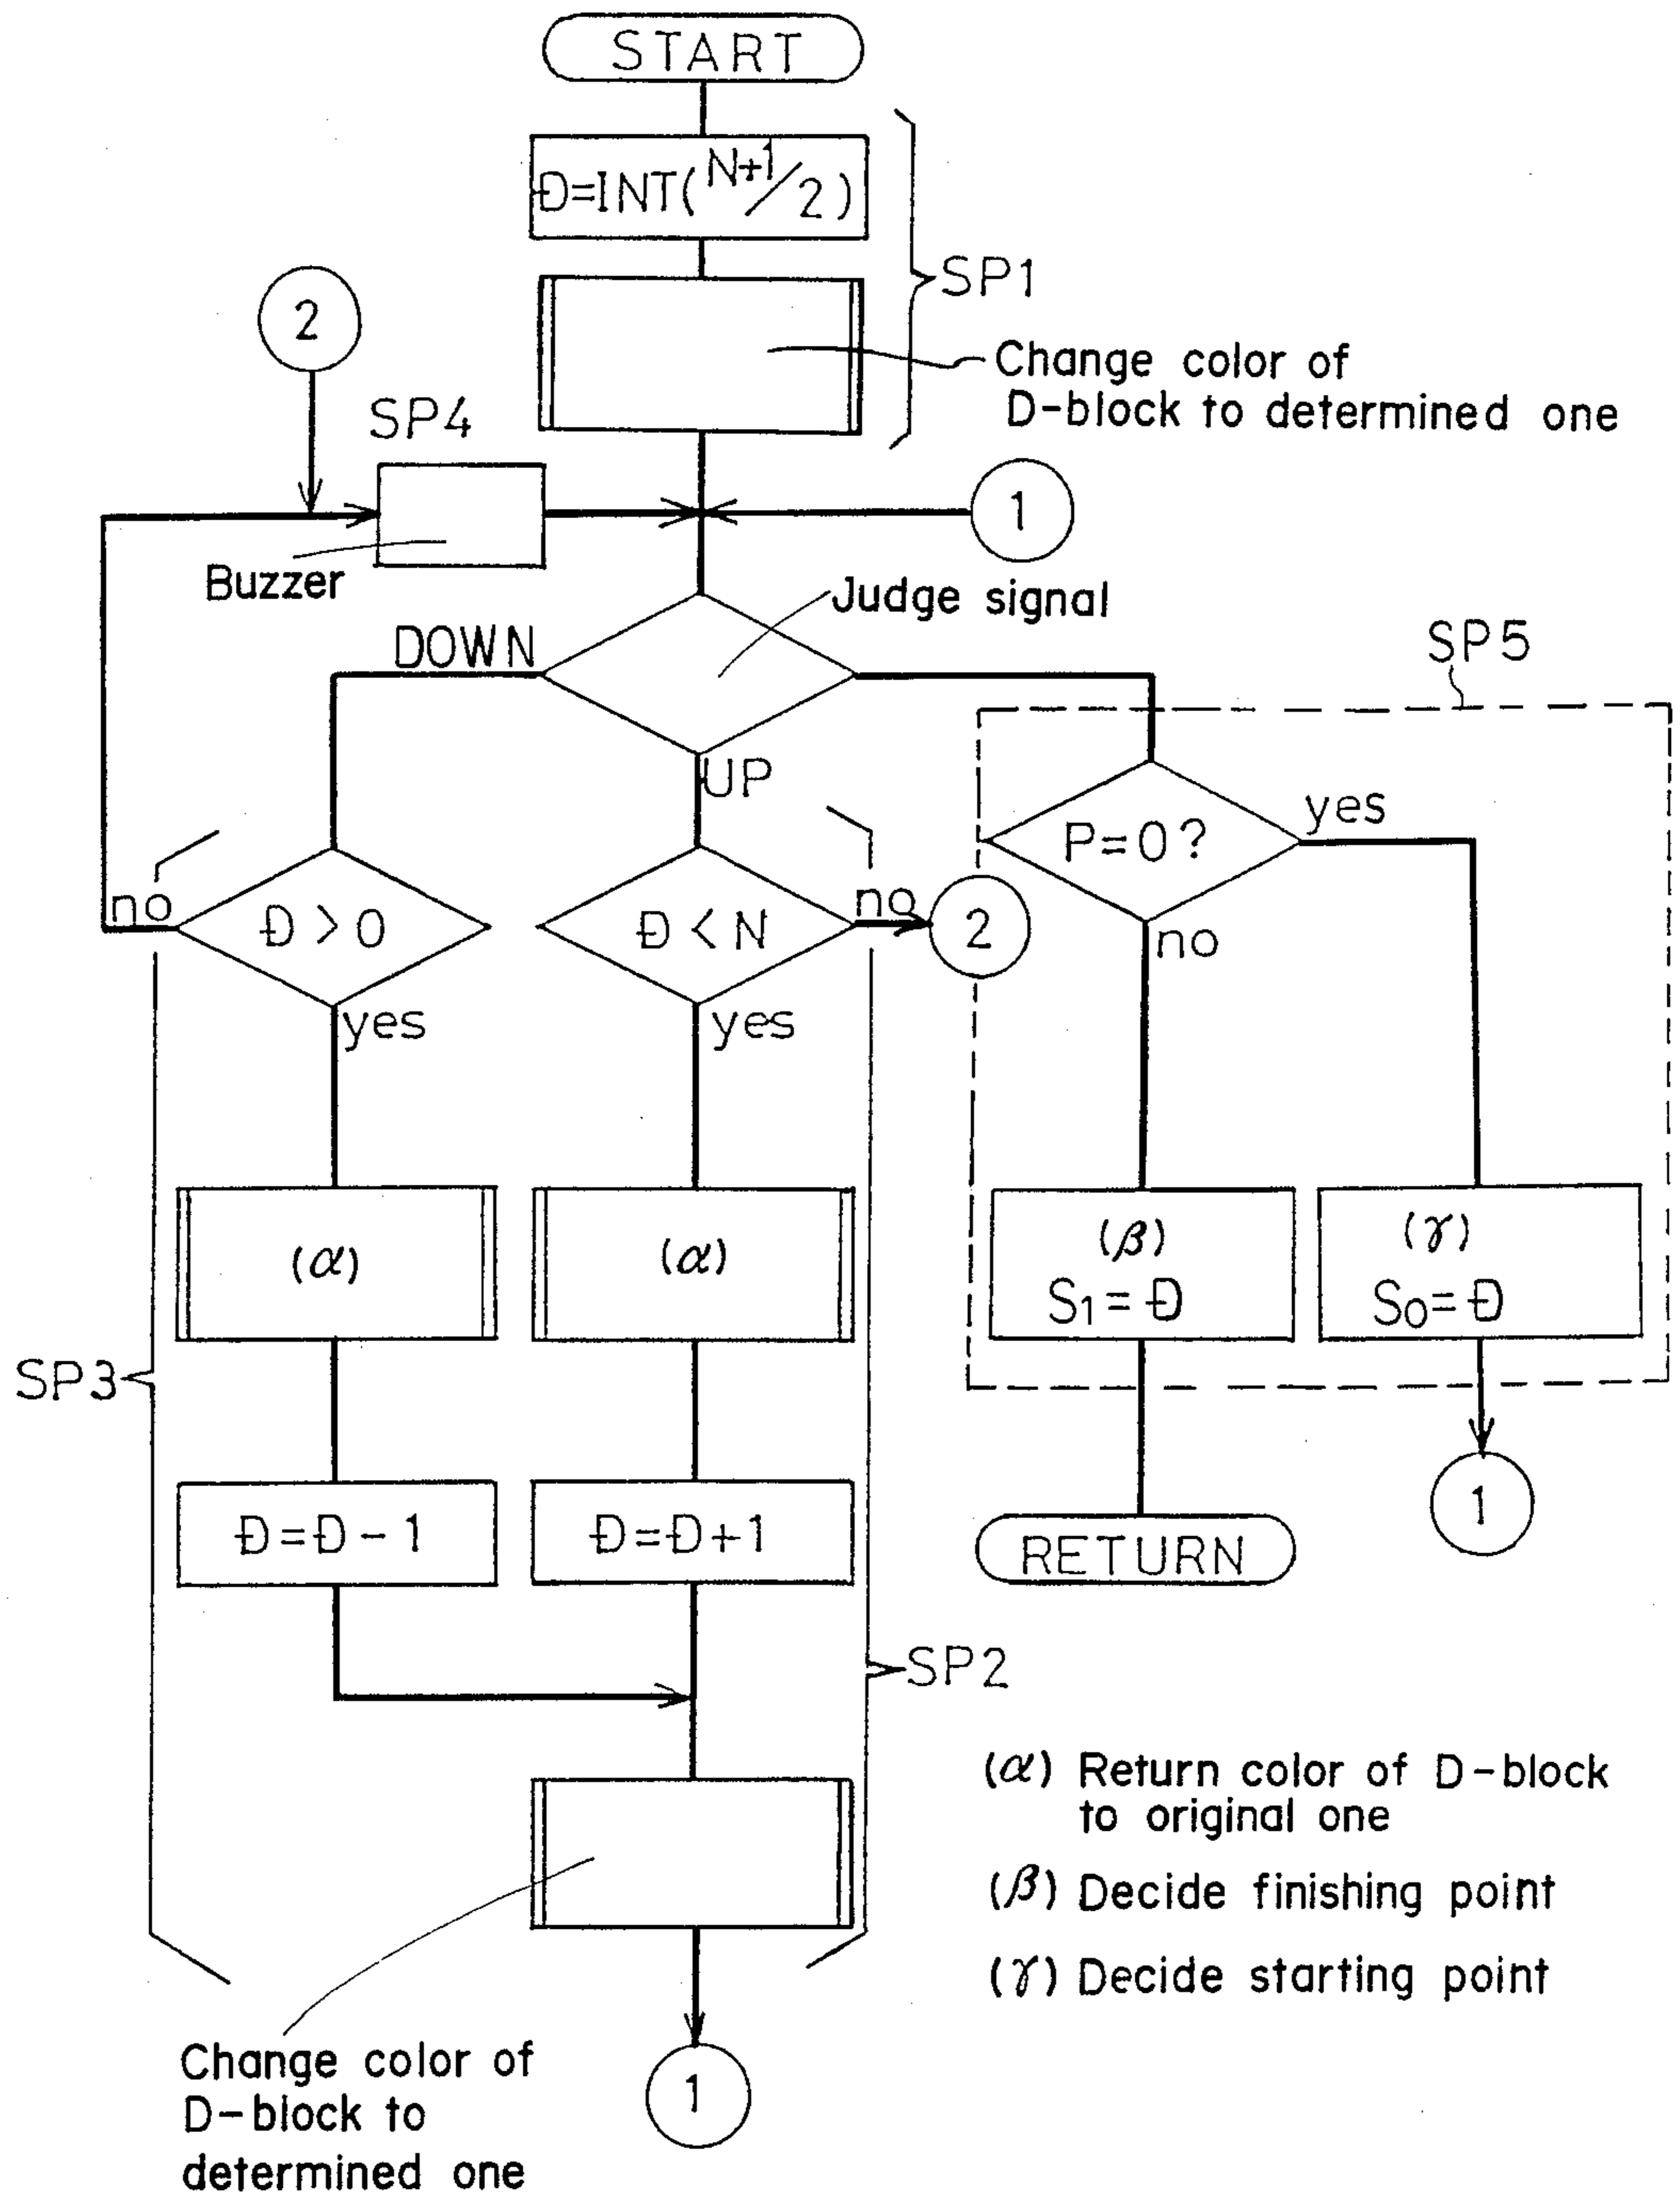 START
Đ=INT(N+1/2)
SP1
2
Change color of
D-block to determined one
SP4
1
Buzzer
Judge signal
DOWN
SP5
UP
P=0?
yes
no
Đ > 0
Đ < N
no
2
no
yes
yes
(α)
(α)
(β)
S1=Đ
(γ)
S0=Đ
SP3
Đ=Đ-1
Đ=Đ+1
1
RETURN
SP2
(α) Return color of D-block
to original one
(β) Decide finishing point
(γ) Decide starting point
Change color of
D-block to
determined one
1